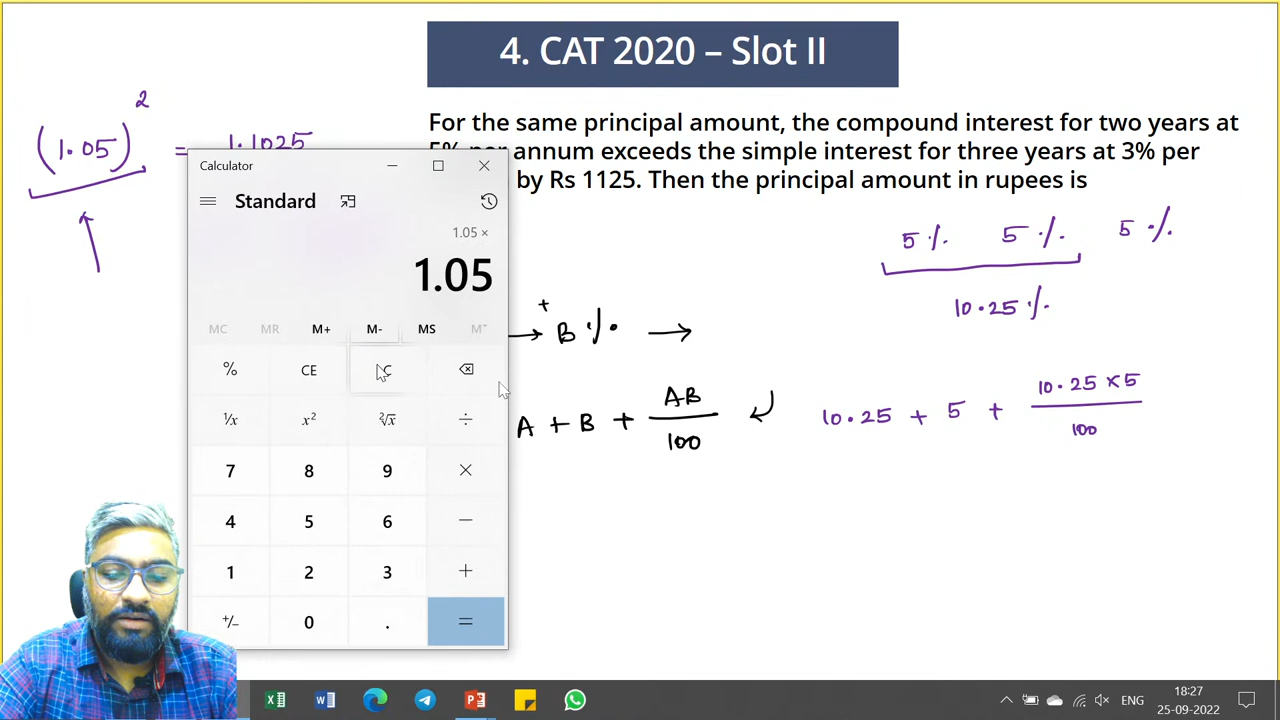 4. CAT 2020 – Slot II
For the same principal amount, the compound interest for two years at
5% per annum exceeds the simple interest for three years at 3% per
by Rs 1125. Then the principal amount in rupees is
(1.05)² = 1.1025
5% 5% 5%
10.25%
+
→ B% →
A + B + AB/100
10.25 + 5 + 10.25 × 5/100
Calculator
Standard
1.05 ×
1.05
MC MR M+ M- MS M˅
% CE C
¹/x x² ²√x ÷
7 8 9 ×
4 5 6 −
1 2 3 +
+/− 0 . =
ENG
18:27
25-09-2022